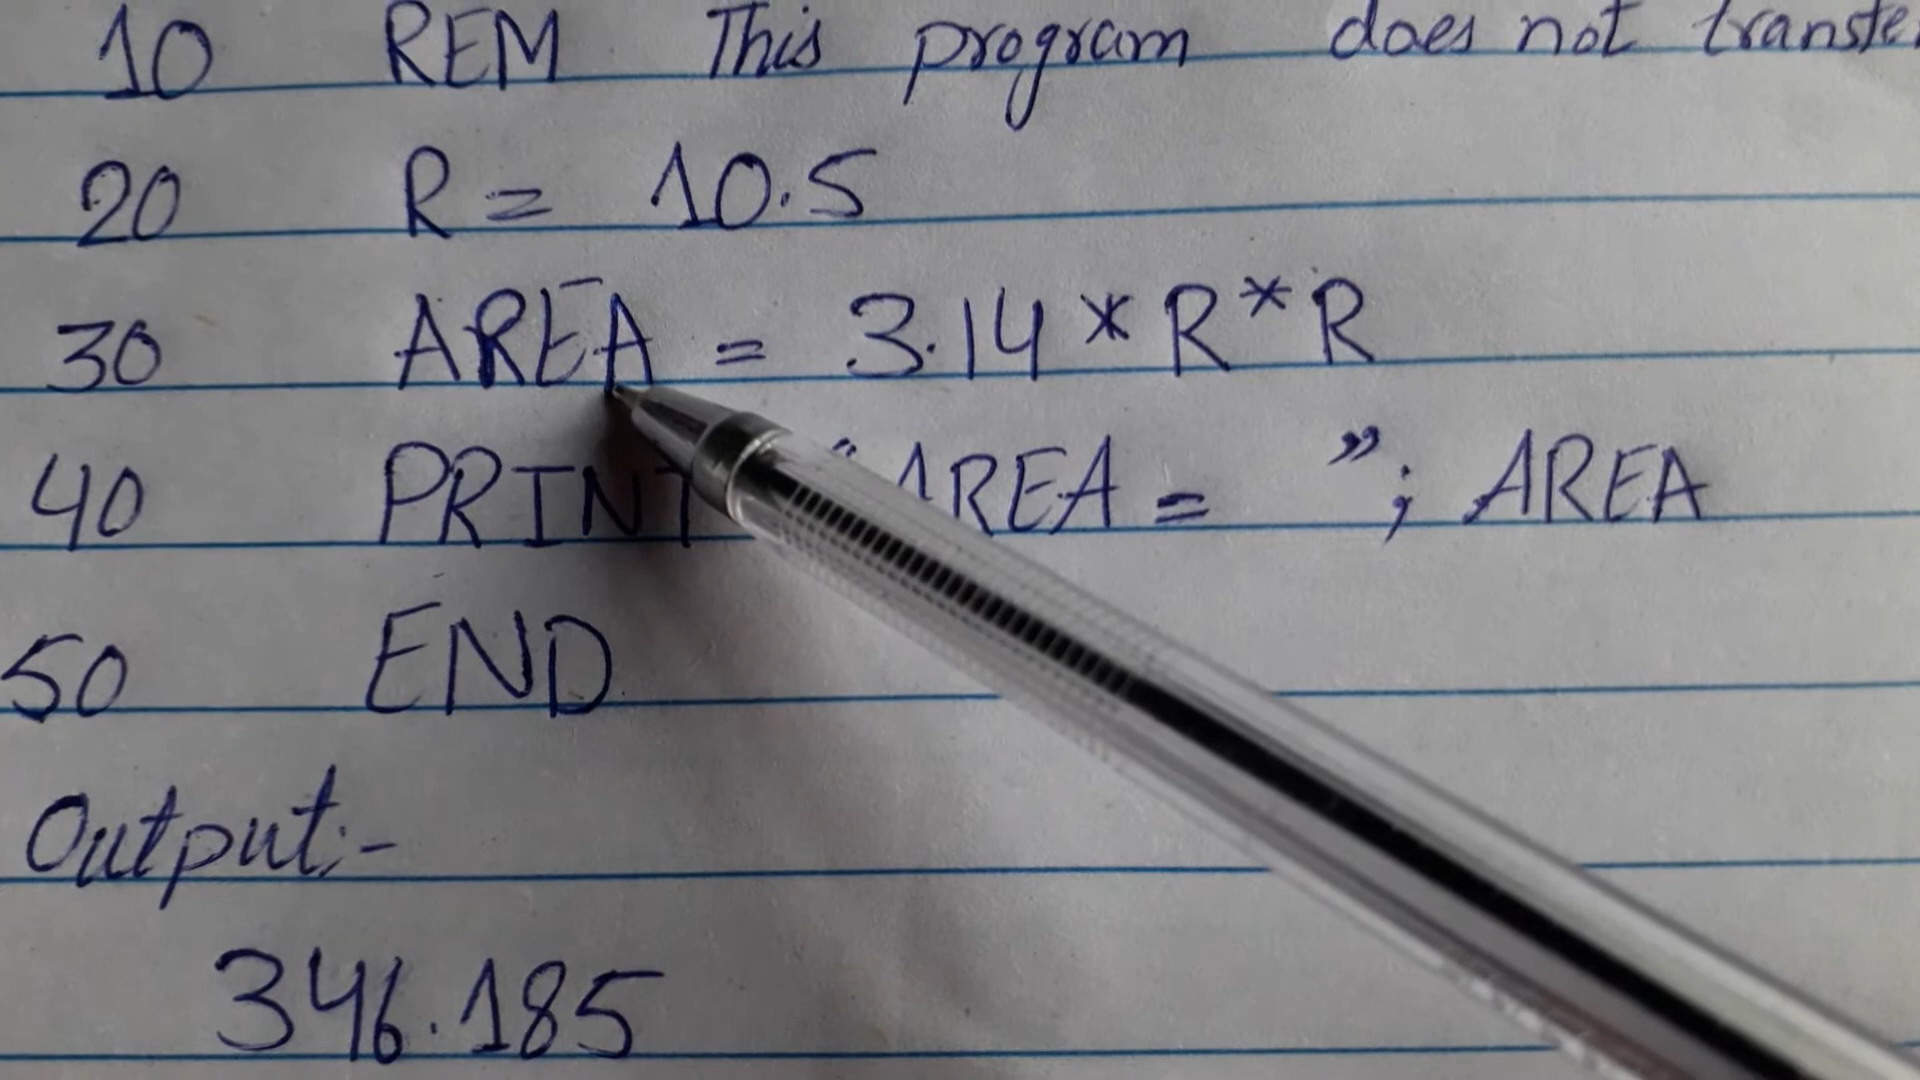 10 REM This program does not
20 R = 10.5
30 AREA = 3.14 * R * R
40 PRINT "AREA = "; AREA
50 END
Output:-
346.185